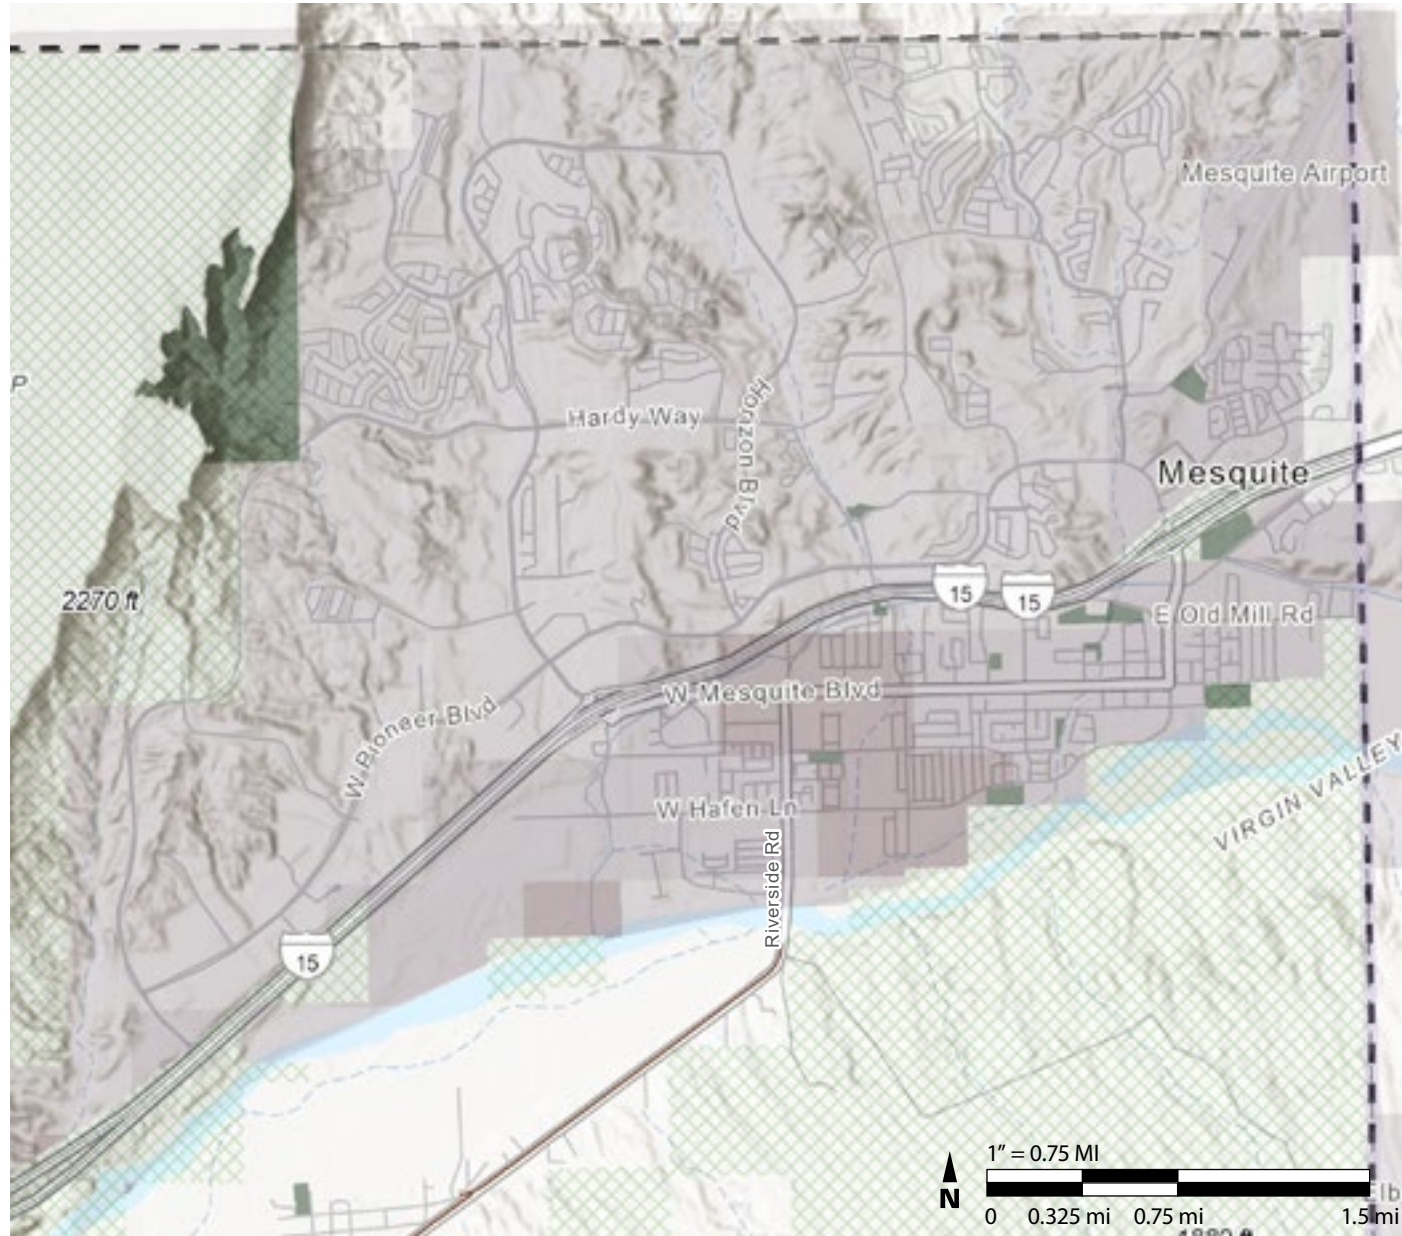 Mesquite Airport
P
Hardy Way
Horizon Blvd
Mesquite
2270 ft
15
15
E Old Mill Rd
W Mesquite Blvd
W Pioneer Blvd
VIRGIN VALLEY
W Hafen Ln
Riverside Rd
15
1" = 0.75 MI
N
0 0.325 mi 0.75 mi 1.5 mi